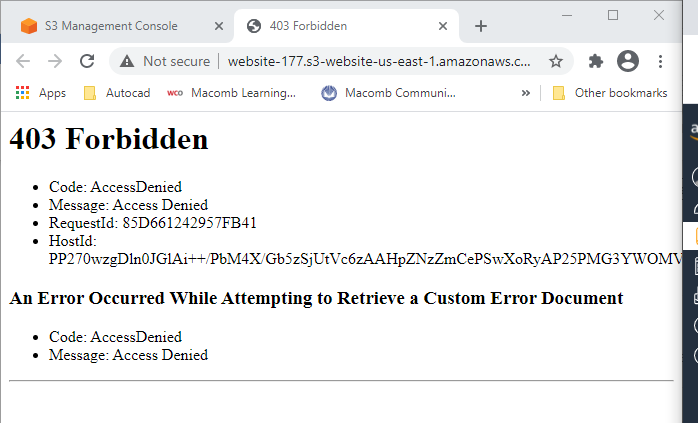 S3 Management Console
403 Forbidden
Not secure
website-177.s3-website-us-east-1.amazonaws.c...
Apps
Autocad
wco
Macomb Learning...
Macomb Communi...
»
Other bookmarks
403 Forbidden
• Code: AccessDenied
• Message: Access Denied
• RequestId: 85D661242957FB41
• HostId:
PP270wzgDln0JGlAi++/PbM4X/Gb5zSjUtVc6zAAHpZNzZmCePSwXoRyAP25PMG3YWOMV
An Error Occurred While Attempting to Retrieve a Custom Error Document
• Code: AccessDenied
• Message: Access Denied